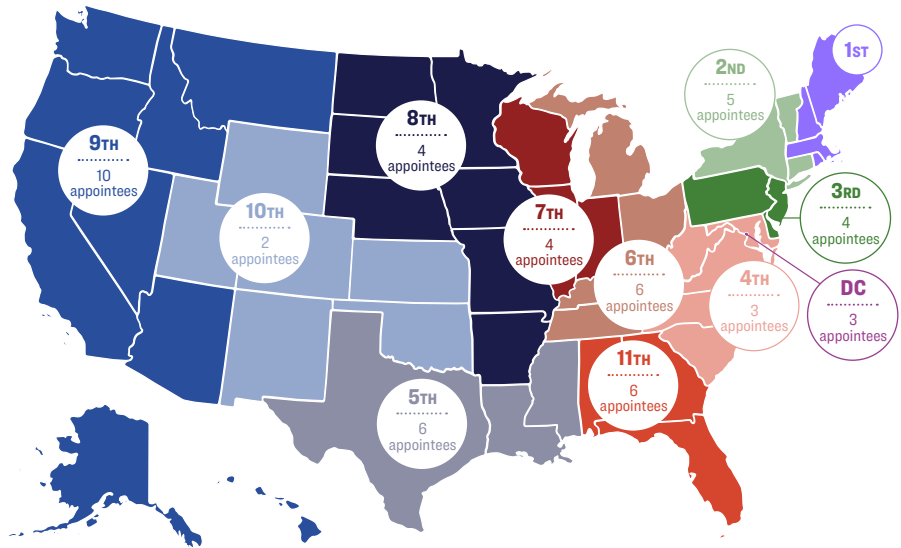 1ST
2ND
5
appointees
8TH
4
appointees
9TH
10
appointees
3RD
4
appointees
10TH
2
appointees
7TH
4
appointees
6TH
6
appointees
4TH
3
appointees
DC
3
appointees
11TH
6
appointees
5TH
6
appointees